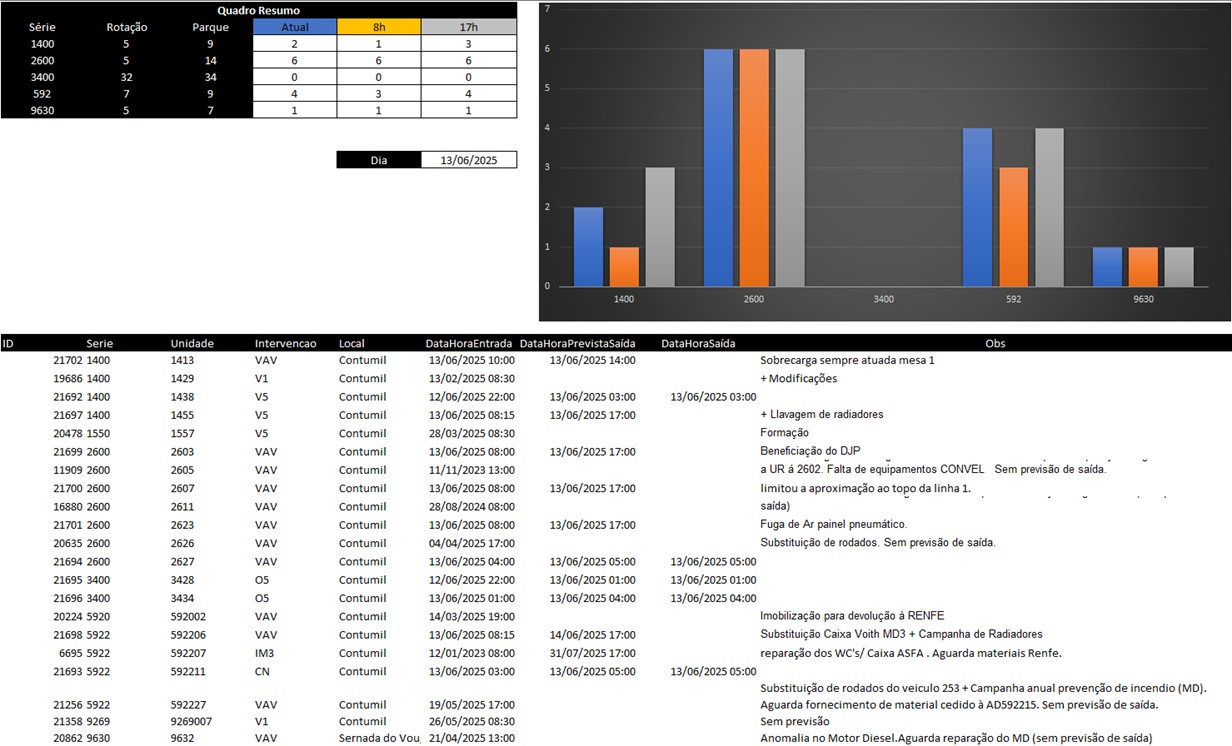 Quadro Resumo
Série Rotação Parque Atual 8h 17h
1400 5 9 2 1 3
2600 5 14 6 6 6
3400 32 34 0 0 0
592 7 9 4 3 4
9630 5 7 1 1 1
Dia 13/06/2025
7
6
5
4
3
2
1
0
1400 2600 3400 592 9630
ID Serie Unidade Intervencao Local DataHoraEntrada DataHoraPrevistaSaída DataHoraSaída Obs
21702 1400 1413 VAV Contumil 13/06/2025 10:00 13/06/2025 14:00 Sobrecarga sempre atuada mesa 1
19686 1400 1429 V1 Contumil 13/02/2025 08:30 + Modificações
21692 1400 1438 V5 Contumil 12/06/2025 22:00 13/06/2025 03:00 13/06/2025 03:00
21697 1400 1455 V5 Contumil 13/06/2025 08:15 13/06/2025 17:00 + Llavagem de radiadores
20478 1550 1557 V5 Contumil 28/03/2025 08:30 Formação
21699 2600 2603 VAV Contumil 13/06/2025 08:00 13/06/2025 17:00 Beneficiação do DJP
11909 2600 2605 VAV Contumil 11/11/2023 13:00 a UR á 2602. Falta de equipamentos CONVEL Sem previsão de saída.
21700 2600 2607 VAV Contumil 13/06/2025 08:00 13/06/2025 17:00 limitou a aproximação ao topo da linha 1.
16880 2600 2611 VAV Contumil 28/08/2024 08:00 saída)
21701 2600 2623 VAV Contumil 13/06/2025 08:00 13/06/2025 17:00 Fuga de Ar painel pneumático.
20635 2600 2626 VAV Contumil 04/04/2025 17:00 Substituição de rodados. Sem previsão de saída.
21694 2600 2627 VAV Contumil 13/06/2025 04:00 13/06/2025 05:00 13/06/2025 05:00
21695 3400 3428 O5 Contumil 12/06/2025 22:00 13/06/2025 01:00 13/06/2025 01:00
21696 3400 3434 O5 Contumil 13/06/2025 01:00 13/06/2025 04:00 13/06/2025 04:00
20224 5920 592002 VAV Contumil 14/03/2025 19:00 Imobilização para devolução à RENFE
21698 5922 592206 VAV Contumil 13/06/2025 08:15 14/06/2025 17:00 Substituição Caixa Voith MD3 + Campanha de Radiadores
6695 5922 592207 IM3 Contumil 12/01/2023 08:00 31/07/2025 17:00 reparação dos WC's/ Caixa ASFA . Aguarda materiais Renfe.
21693 5922 592211 CN Contumil 13/06/2025 03:00 13/06/2025 05:00 13/06/2025 05:00
Substituição de rodados do veiculo 253 + Campanha anual prevenção de incendio (MD).
21256 5922 592227 VAV Contumil 19/05/2025 17:00 Aguarda fornecimento de material cedido à AD592215. Sem previsão de saída.
21358 9269 9269007 V1 Contumil 26/05/2025 08:30 Sem previsão
20862 9630 9632 VAV Sernada do Vou 21/04/2025 13:00 Anomalia no Motor Diesel.Aguarda reparação do MD (sem previsão de saída)